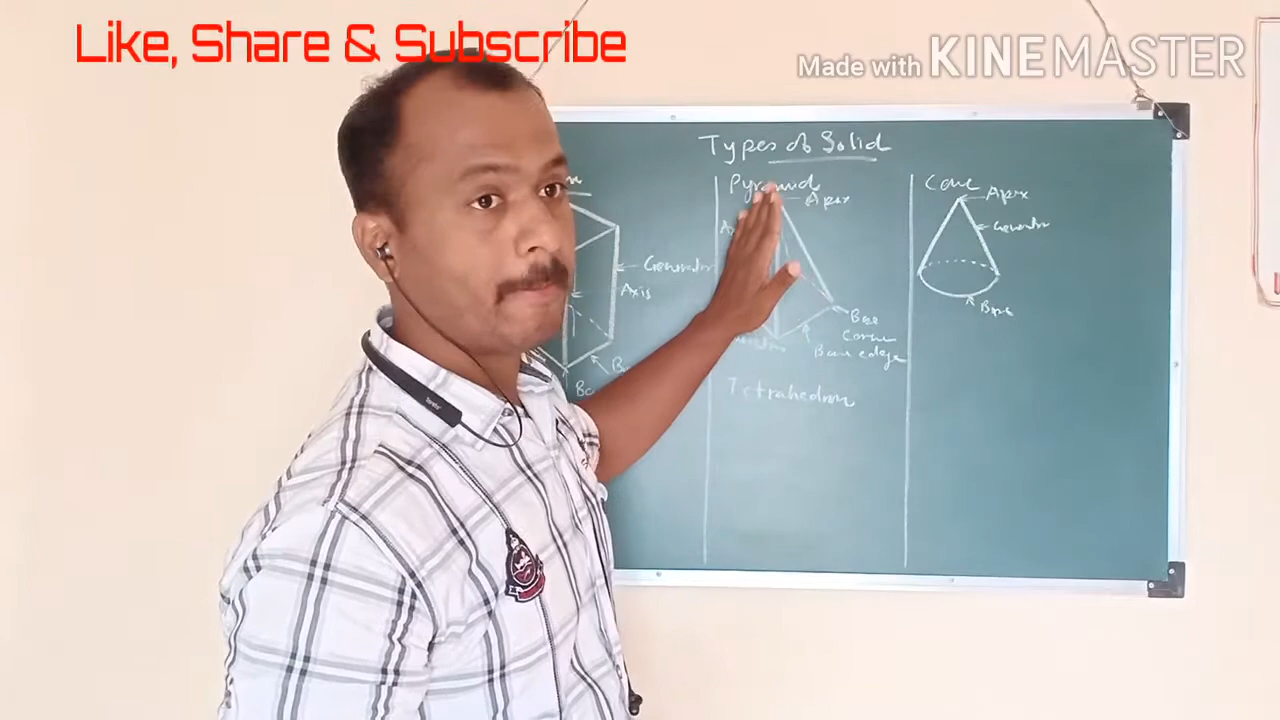 Like, Share & Subscribe
Made with KINEMASTER
Types of Solid
Pyramid
Apex
Generator
Axis
Base
Corner
Base edge
Tetrahedron
Cone
Apex
Generator
Base